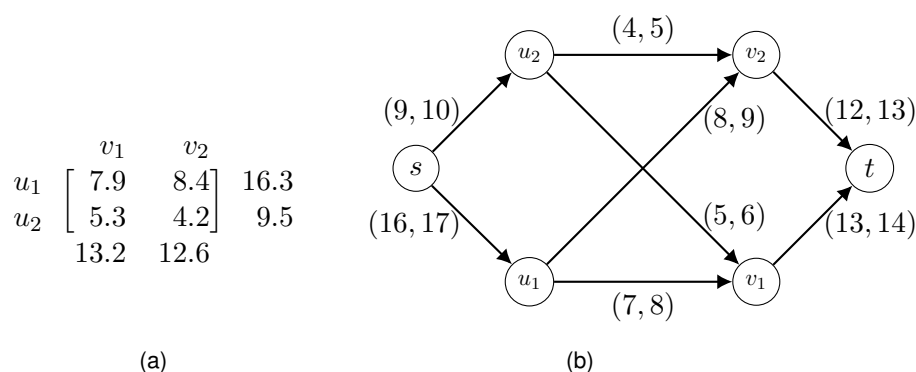 v₁ v₂
u₁ [ 7.9 8.4 ] 16.3
u₂ [ 5.3 4.2 ] 9.5
13.2 12.6
(a)
(4, 5)
u₂ v₂
(9, 10) (8, 9) (12, 13)
s t
(16, 17) (5, 6) (13, 14)
u₁ v₁
(7, 8)
(b)